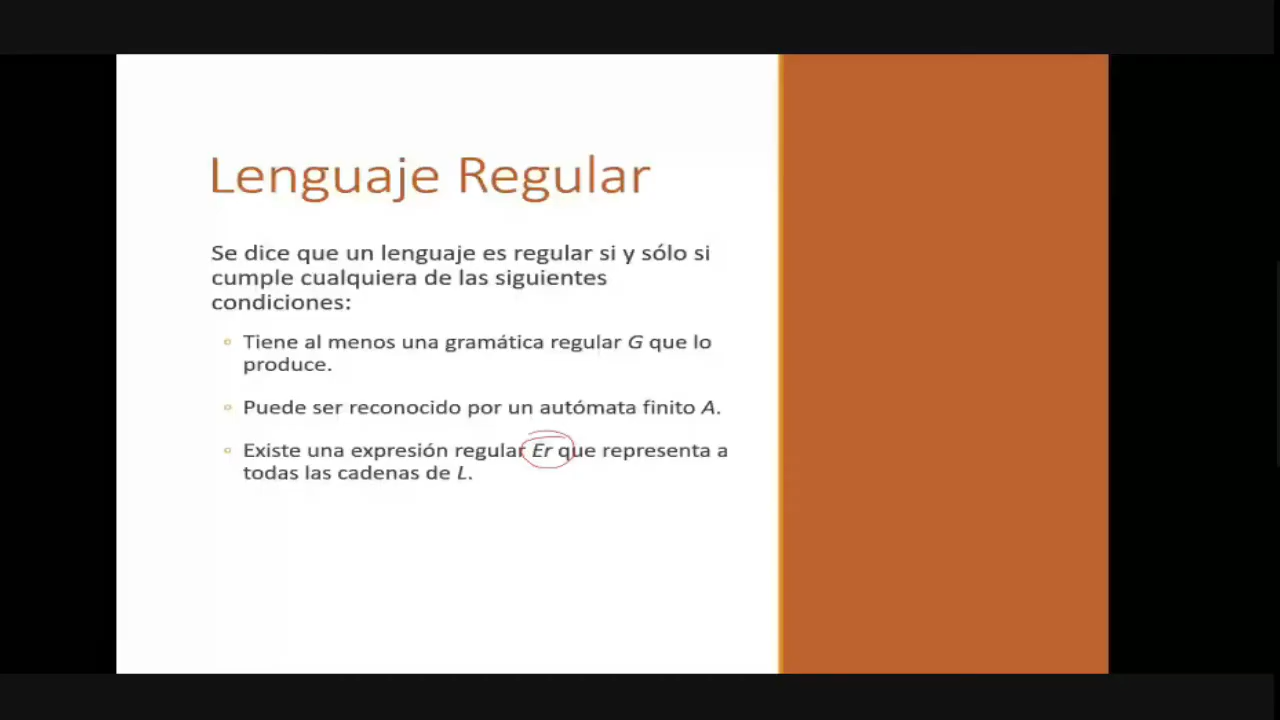 Lenguaje Regular
Se dice que un lenguaje es regular si y sólo si
cumple cualquiera de las siguientes
condiciones:
◦ Tiene al menos una gramática regular G que lo
produce.
◦ Puede ser reconocido por un autómata finito A.
◦ Existe una expresión regular Er que representa a
todas las cadenas de L.